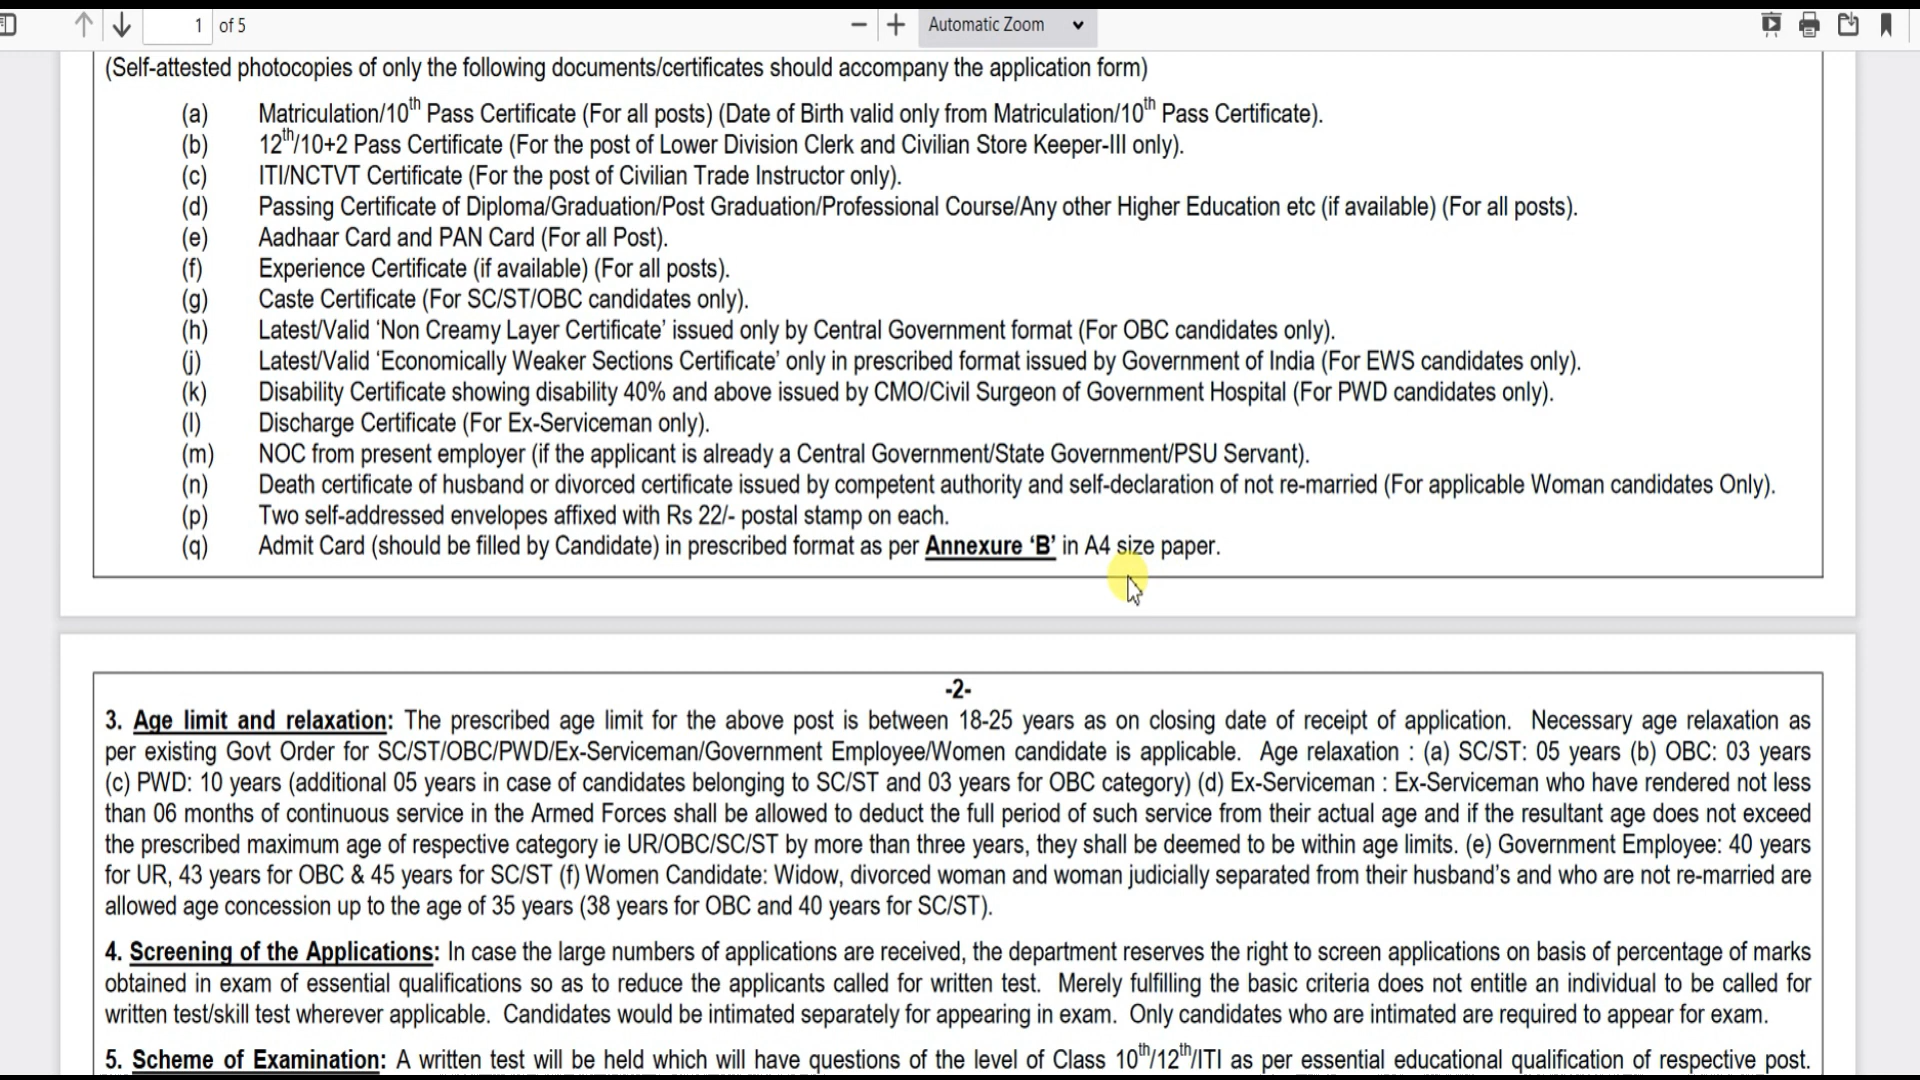 1 of 5 Automatic Zoom
(Self-attested photocopies of only the following documents/certificates should accompany the application form)
(a) Matriculation/10th Pass Certificate (For all posts) (Date of Birth valid only from Matriculation/10th Pass Certificate).
(b) 12th/10+2 Pass Certificate (For the post of Lower Division Clerk and Civilian Store Keeper-III only).
(c) ITI/NCTVT Certificate (For the post of Civilian Trade Instructor only).
(d) Passing Certificate of Diploma/Graduation/Post Graduation/Professional Course/Any other Higher Education etc (if available) (For all posts).
(e) Aadhaar Card and PAN Card (For all Post).
(f) Experience Certificate (if available) (For all posts).
(g) Caste Certificate (For SC/ST/OBC candidates only).
(h) Latest/Valid ‘Non Creamy Layer Certificate’ issued only by Central Government format (For OBC candidates only).
(j) Latest/Valid ‘Economically Weaker Sections Certificate’ only in prescribed format issued by Government of India (For EWS candidates only).
(k) Disability Certificate showing disability 40% and above issued by CMO/Civil Surgeon of Government Hospital (For PWD candidates only).
(l) Discharge Certificate (For Ex-Serviceman only).
(m) NOC from present employer (if the applicant is already a Central Government/State Government/PSU Servant).
(n) Death certificate of husband or divorced certificate issued by competent authority and self-declaration of not re-married (For applicable Woman candidates Only).
(p) Two self-addressed envelopes affixed with Rs 22/- postal stamp on each.
(q) Admit Card (should be filled by Candidate) in prescribed format as per Annexure ‘B’ in A4 size paper.
-2-
3. Age limit and relaxation: The prescribed age limit for the above post is between 18-25 years as on closing date of receipt of application. Necessary age relaxation as
per existing Govt Order for SC/ST/OBC/PWD/Ex-Serviceman/Government Employee/Women candidate is applicable. Age relaxation : (a) SC/ST: 05 years (b) OBC: 03 years
(c) PWD: 10 years (additional 05 years in case of candidates belonging to SC/ST and 03 years for OBC category) (d) Ex-Serviceman : Ex-Serviceman who have rendered not less
than 06 months of continuous service in the Armed Forces shall be allowed to deduct the full period of such service from their actual age and if the resultant age does not exceed
the prescribed maximum age of respective category ie UR/OBC/SC/ST by more than three years, they shall be deemed to be within age limits. (e) Government Employee: 40 years
for UR, 43 years for OBC & 45 years for SC/ST (f) Women Candidate: Widow, divorced woman and woman judicially separated from their husband’s and who are not re-married are
allowed age concession up to the age of 35 years (38 years for OBC and 40 years for SC/ST).
4. Screening of the Applications: In case the large numbers of applications are received, the department reserves the right to screen applications on basis of percentage of marks
obtained in exam of essential qualifications so as to reduce the applicants called for written test. Merely fulfilling the basic criteria does not entitle an individual to be called for
written test/skill test wherever applicable. Candidates would be intimated separately for appearing in exam. Only candidates who are intimated are required to appear for exam.
5. Scheme of Examination: A written test will be held which will have questions of the level of Class 10th/12th/ITI as per essential educational qualification of respective post.